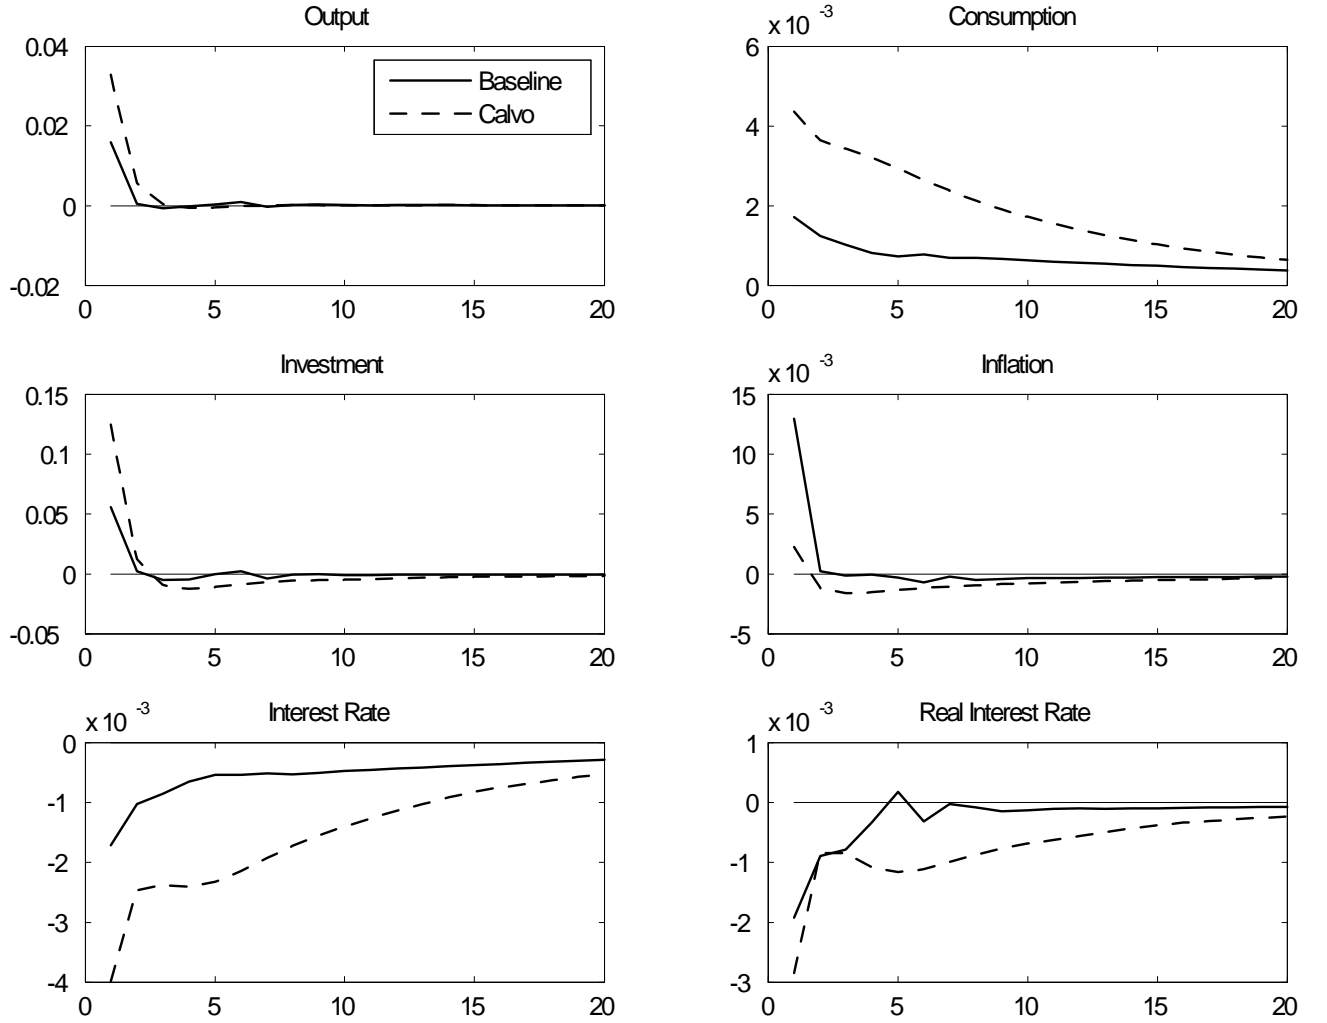 Output
0.04
0.02
0
-0.02
0 5 10 15 20
Baseline
Calvo
Consumption
x 10 -3
6
4
2
0
0 5 10 15 20
Investment
0.15
0.1
0.05
0
-0.05
0 5 10 15 20
Inflation
x 10 -3
15
10
5
0
-5
0 5 10 15 20
Interest Rate
x 10 -3
0
-1
-2
-3
-4
0 5 10 15 20
Real Interest Rate
x 10 -3
1
0
-1
-2
-3
0 5 10 15 20